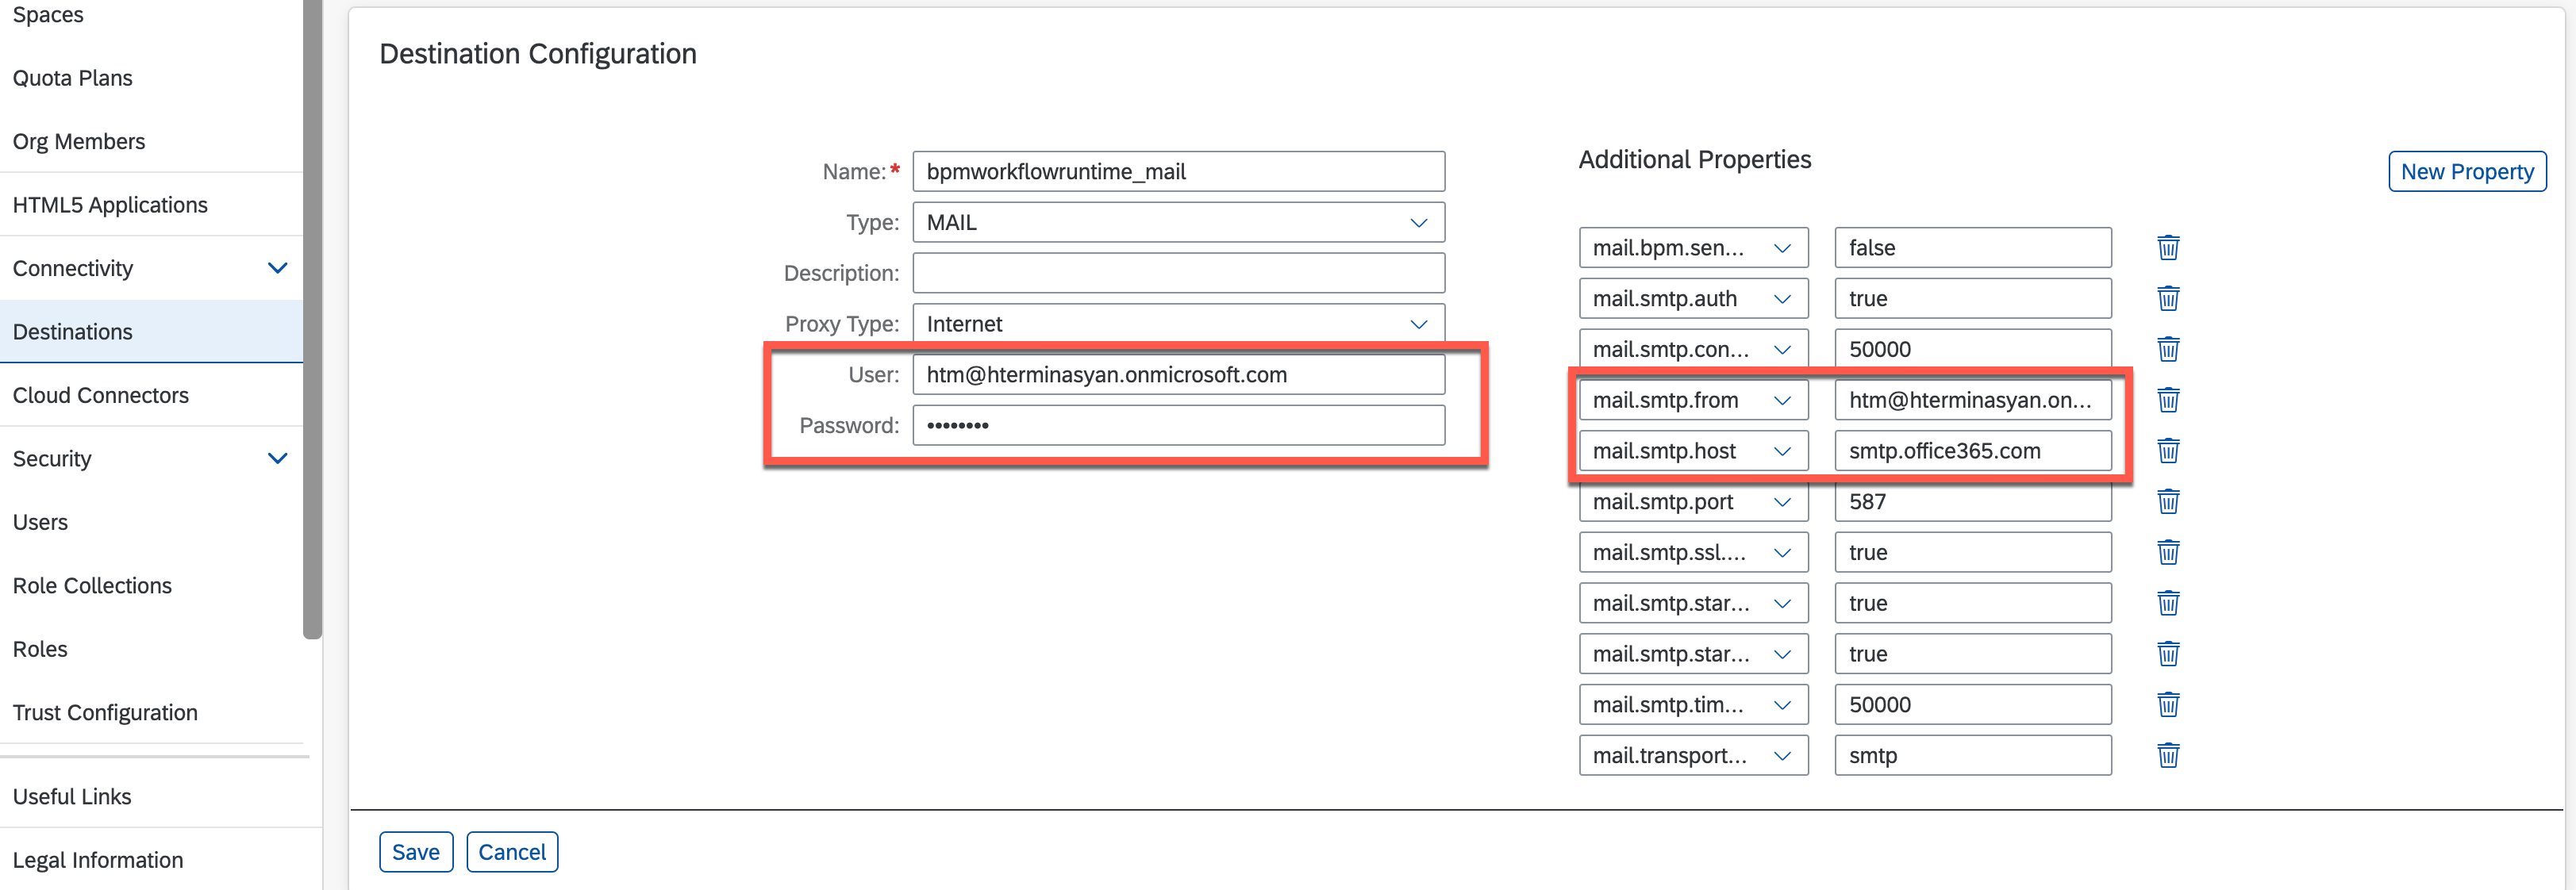 Spaces
Quota Plans
Org Members
HTML5 Applications
Connectivity
Destinations
Cloud Connectors
Security
Users
Role Collections
Roles
Trust Configuration
Useful Links
Legal Information
Destination Configuration
Name:* bpmworkflowruntime_mail
Type: MAIL
Description:
Proxy Type: Internet
User: htm@hterminasyan.onmicrosoft.com
Password: ••••••••
Additional Properties
New Property
mail.bpm.sen... false
mail.smtp.auth true
mail.smtp.con... 50000
mail.smtp.from htm@hterminasyan.on...
mail.smtp.host smtp.office365.com
mail.smtp.port 587
mail.smtp.ssl.... true
mail.smtp.star... true
mail.smtp.star... true
mail.smtp.tim... 50000
mail.transport... smtp
Save Cancel